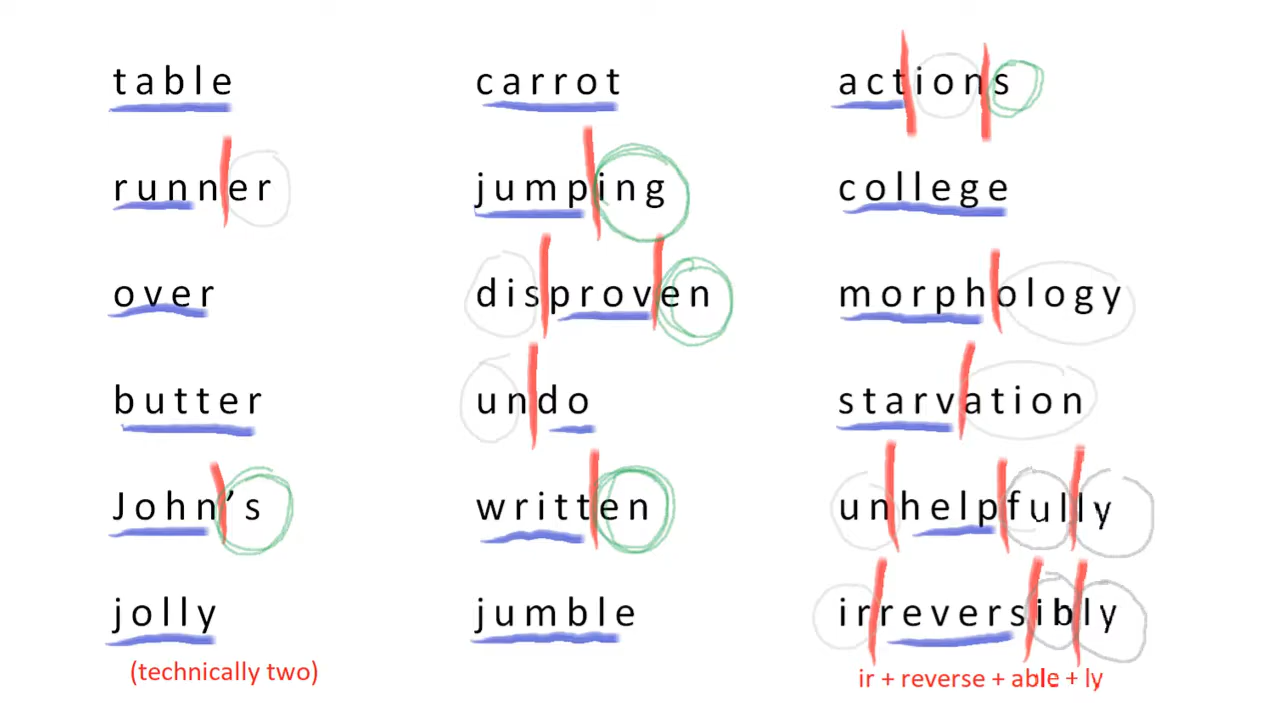 table carrot actions
runner jumping college
over disproven morphology
butter undo starvation
John's written unhelpfully
jolly jumble irreversibly
(technically two) ir + reverse + able + ly